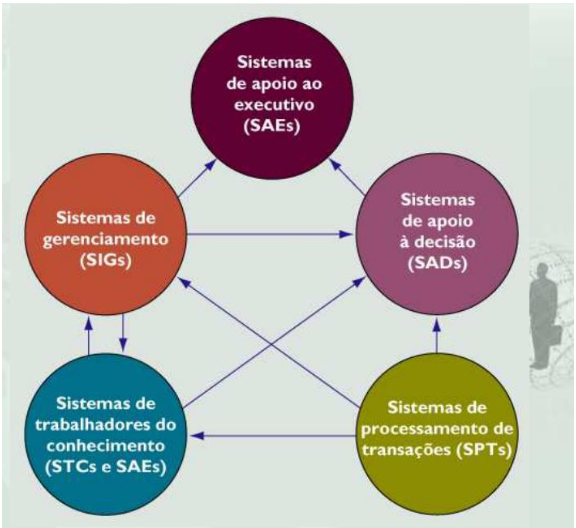 Sistemas
de apoio ao
executivo
(SAEs)
Sistemas de
gerenciamento
(SIGs)
Sistemas
de apoio
à decisão
(SADs)
Sistemas de
trabalhadores do
conhecimento
(STCs e SAEs)
Sistemas de
processamento de
transações (SPTs)